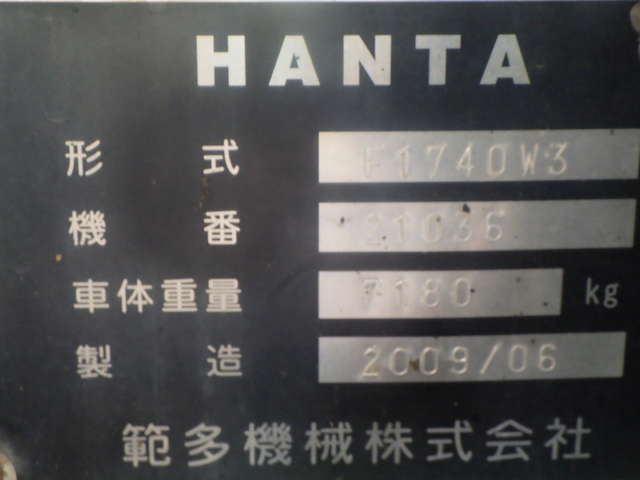 HANTA
形 式 F1740W3
機 番 21036
車体重量 7180 kg
製 造 2009/06
範多機械株式会社